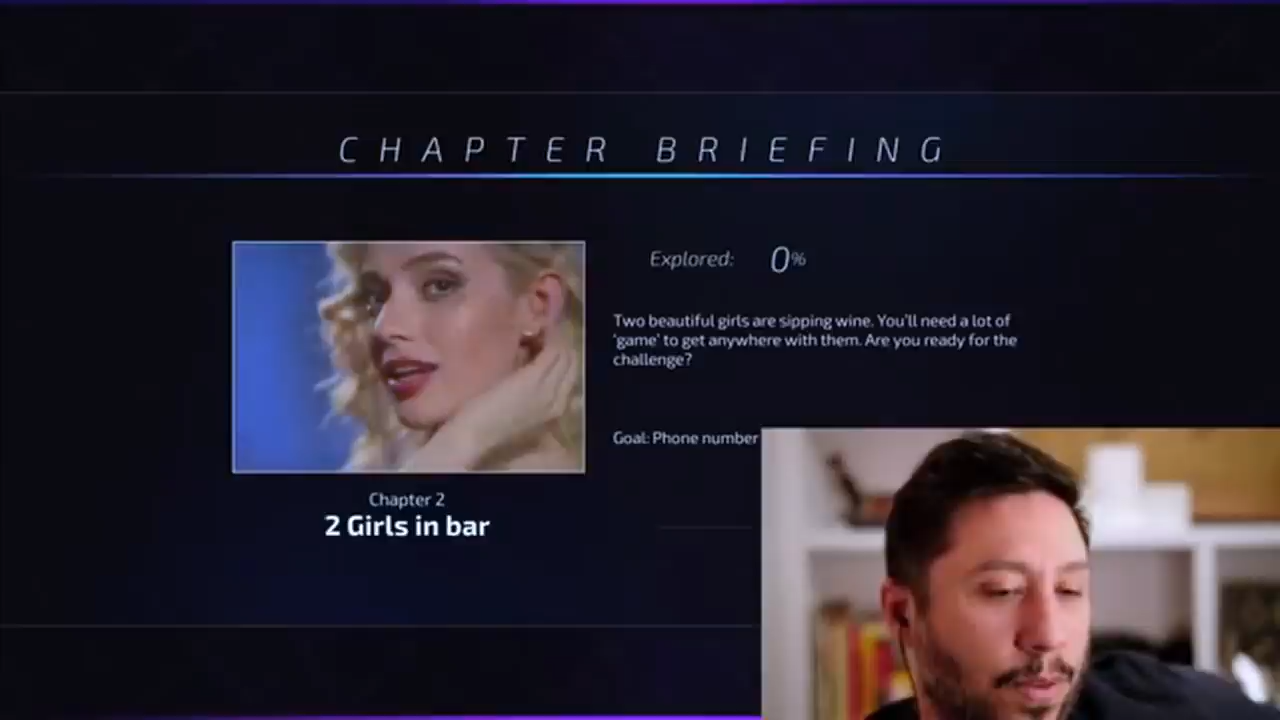 CHAPTER BRIEFING
Explored: 0%
Two beautiful girls are sipping wine. You'll need a lot of
'game' to get anywhere with them. Are you ready for the
challenge?
Goal: Phone number
Chapter 2
2 Girls in bar